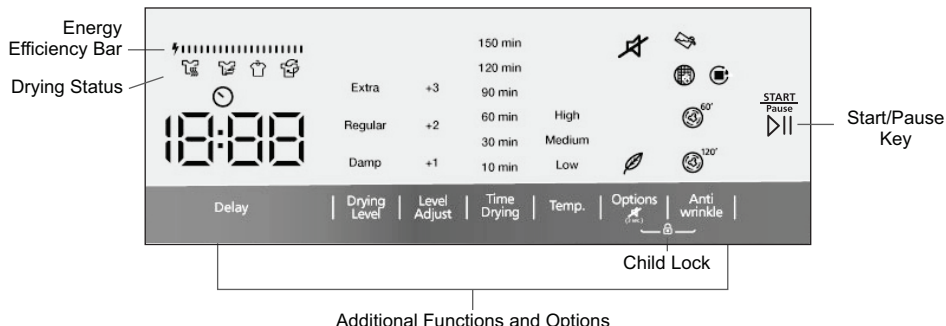 Energy
Efficiency Bar
Drying Status
18:88
Extra
Regular
Damp
+3
+2
+1
150 min
120 min
90 min
60 min
30 min
10 min
High
Medium
Low
60'
120'
START
Pause
Start/Pause
Key
Delay
Drying
Level
Level
Adjust
Time
Drying
Temp.
Options
(3 sec.)
Anti
wrinkle
Child Lock
Additional Functions and Options